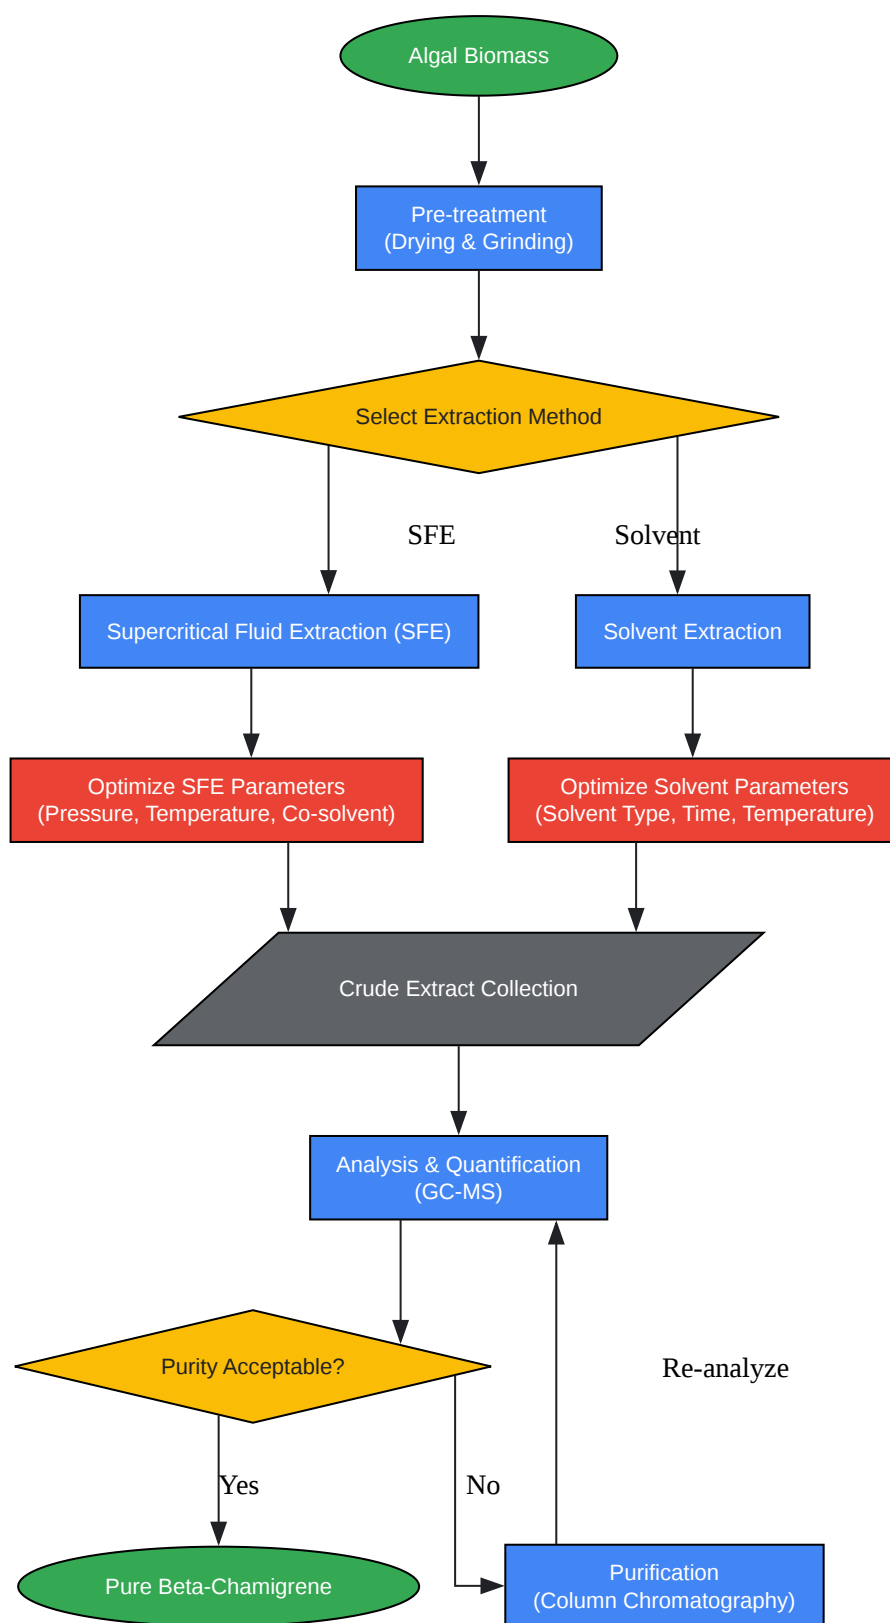 Algal Biomass
Pre-treatment
(Drying & Grinding)
Select Extraction Method
SFE
Solvent
Supercritical Fluid Extraction (SFE)
Solvent Extraction
Optimize SFE Parameters
(Pressure, Temperature, Co-solvent)
Optimize Solvent Parameters
(Solvent Type, Time, Temperature)
Crude Extract Collection
Analysis & Quantification
(GC-MS)
Purity Acceptable?
Re-analyze
Yes
No
Pure Beta-Chamigrene
Purification
(Column Chromatography)